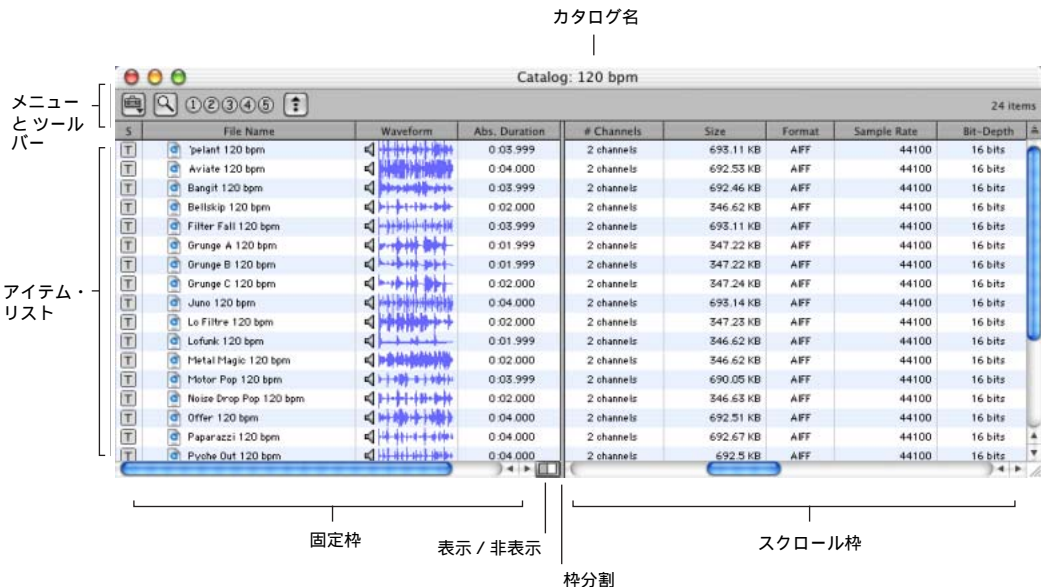 カタログ名
Catalog: 120 bpm
メニュー
とツール
バー
1 2 3 4 5
24 items
S File Name Waveform Abs. Duration # Channels Size Format Sample Rate Bit-Depth
T 'pelant 120 bpm 0:03.999 2 channels 693.11 KB AIFF 44100 16 bits
T Aviate 120 bpm 0:04.000 2 channels 692.53 KB AIFF 44100 16 bits
T Bangit 120 bpm 0:03.999 2 channels 692.46 KB AIFF 44100 16 bits
T Bellskip 120 bpm 0:02.000 2 channels 346.62 KB AIFF 44100 16 bits
T Filter Fall 120 bpm 0:03.999 2 channels 693.11 KB AIFF 44100 16 bits
T Grunge A 120 bpm 0:01.999 2 channels 347.22 KB AIFF 44100 16 bits
T Grunge B 120 bpm 0:01.999 2 channels 347.22 KB AIFF 44100 16 bits
T Grunge C 120 bpm 0:02.000 2 channels 347.24 KB AIFF 44100 16 bits
T Juno 120 bpm 0:04.000 2 channels 693.14 KB AIFF 44100 16 bits
T Lo Filtre 120 bpm 0:02.000 2 channels 347.23 KB AIFF 44100 16 bits
T Lofunk 120 bpm 0:01.999 2 channels 346.62 KB AIFF 44100 16 bits
T Metal Magic 120 bpm 0:02.000 2 channels 346.62 KB AIFF 44100 16 bits
T Motor Pop 120 bpm 0:03.999 2 channels 690.05 KB AIFF 44100 16 bits
T Noise Drop Pop 120 bpm 0:02.000 2 channels 346.63 KB AIFF 44100 16 bits
T Offer 120 bpm 0:04.000 2 channels 692.51 KB AIFF 44100 16 bits
T Paparazzi 120 bpm 0:04.000 2 channels 692.67 KB AIFF 44100 16 bits
T Pyche Out 120 bpm 0:04.000 2 channels 692.5 KB AIFF 44100 16 bits
アイテム・
リスト
固定枠
表示 / 非表示
枠分割
スクロール枠